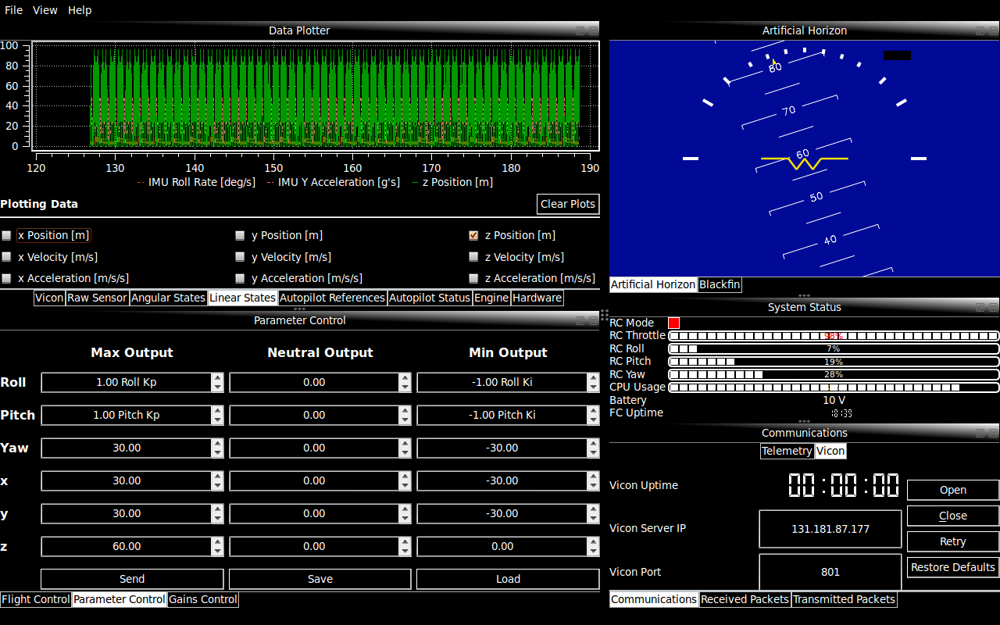 File View Help
Data Plotter
100
80
60
40
20
0
120 130 140 150 160 170 180 190
IMU Roll Rate [deg/s] IMU Y Acceleration [g's] z Position [m]
Plotting Data
Clear Plots
x Position [m] y Position [m] z Position [m]
x Velocity [m/s] y Velocity [m/s] z Velocity [m/s]
x Acceleration [m/s/s] y Acceleration [m/s/s] z Acceleration [m/s/s]
Vicon Raw Sensor Angular States Linear States Autopilot References Autopilot Status Engine Hardware
Parameter Control
Max Output Neutral Output Min Output
Roll 1.00 Roll Kp 0.00 -1.00 Roll Ki
Pitch 1.00 Pitch Kp 0.00 -1.00 Pitch Ki
Yaw 30.00 0.00 -30.00
x 30.00 0.00 -30.00
y 30.00 0.00 -30.00
z 60.00 0.00 0.00
Send Save Load
Flight Control Parameter Control Gains Control
Artificial Horizon
80
70
60
50
40
Artificial Horizon Blackfin
System Status
RC Mode
RC Throttle 98%
RC Roll 7%
RC Pitch 19%
RC Yaw 28%
CPU Usage
Battery 10 V
FC Uptime
Communications
Telemetry Vicon
Vicon Uptime 00:00:00
Open
Close
Vicon Server IP 131.181.87.177
Retry
Restore Defaults
Vicon Port 801
Communications Received Packets Transmitted Packets